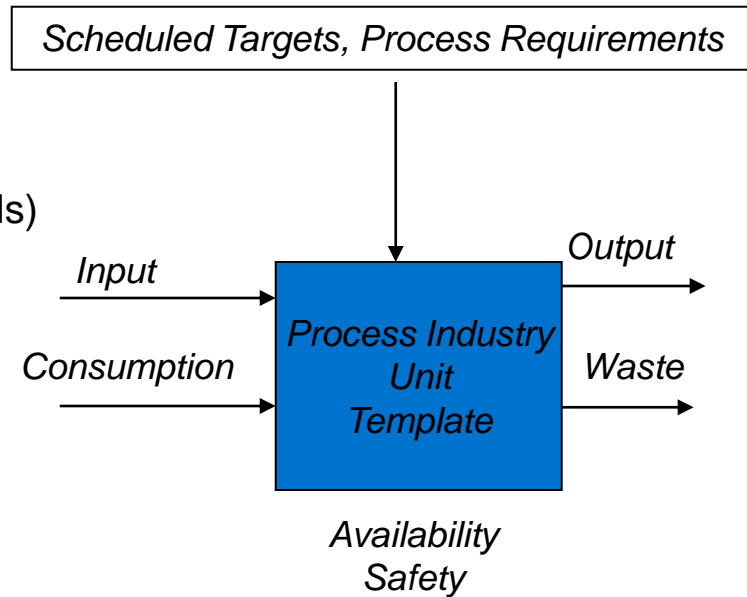 Scheduled Targets, Process Requirements
ls)
Input
Output
Consumption
Process Industry
Unit
Template
Waste
Availability
Safety